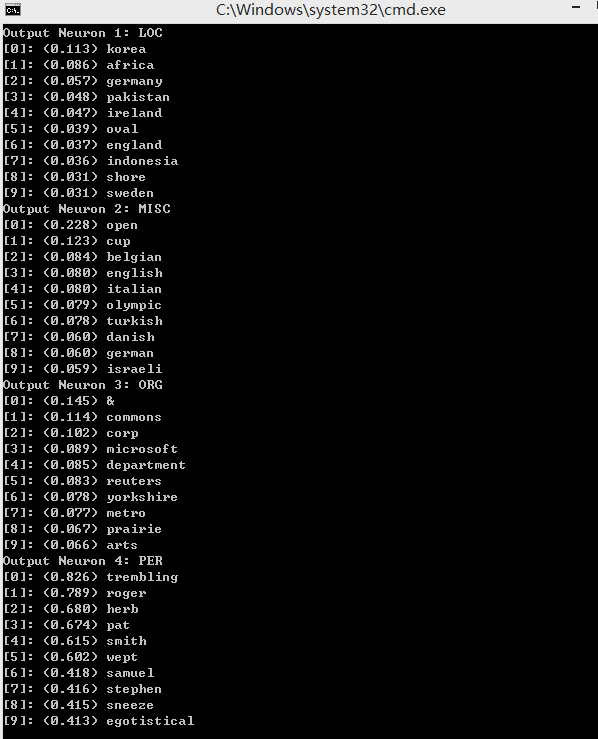 C:\Windows\system32\cmd.exe
Output Neuron 1: LOC
[0]: (0.113) korea
[1]: (0.086) africa
[2]: (0.057) germany
[3]: (0.048) pakistan
[4]: (0.047) ireland
[5]: (0.039) oval
[6]: (0.037) england
[7]: (0.036) indonesia
[8]: (0.031) shore
[9]: (0.031) sweden
Output Neuron 2: MISC
[0]: (0.228) open
[1]: (0.123) cup
[2]: (0.084) belgian
[3]: (0.080) english
[4]: (0.080) italian
[5]: (0.079) olympic
[6]: (0.078) turkish
[7]: (0.060) danish
[8]: (0.060) german
[9]: (0.059) israeli
Output Neuron 3: ORG
[0]: (0.145) &
[1]: (0.114) commons
[2]: (0.102) corp
[3]: (0.089) microsoft
[4]: (0.085) department
[5]: (0.083) reuters
[6]: (0.078) yorkshire
[7]: (0.077) metro
[8]: (0.067) prairie
[9]: (0.066) arts
Output Neuron 4: PER
[0]: (0.826) trembling
[1]: (0.789) roger
[2]: (0.680) herb
[3]: (0.674) pat
[4]: (0.615) smith
[5]: (0.602) wept
[6]: (0.418) samuel
[7]: (0.416) stephen
[8]: (0.415) sneeze
[9]: (0.413) egotistical